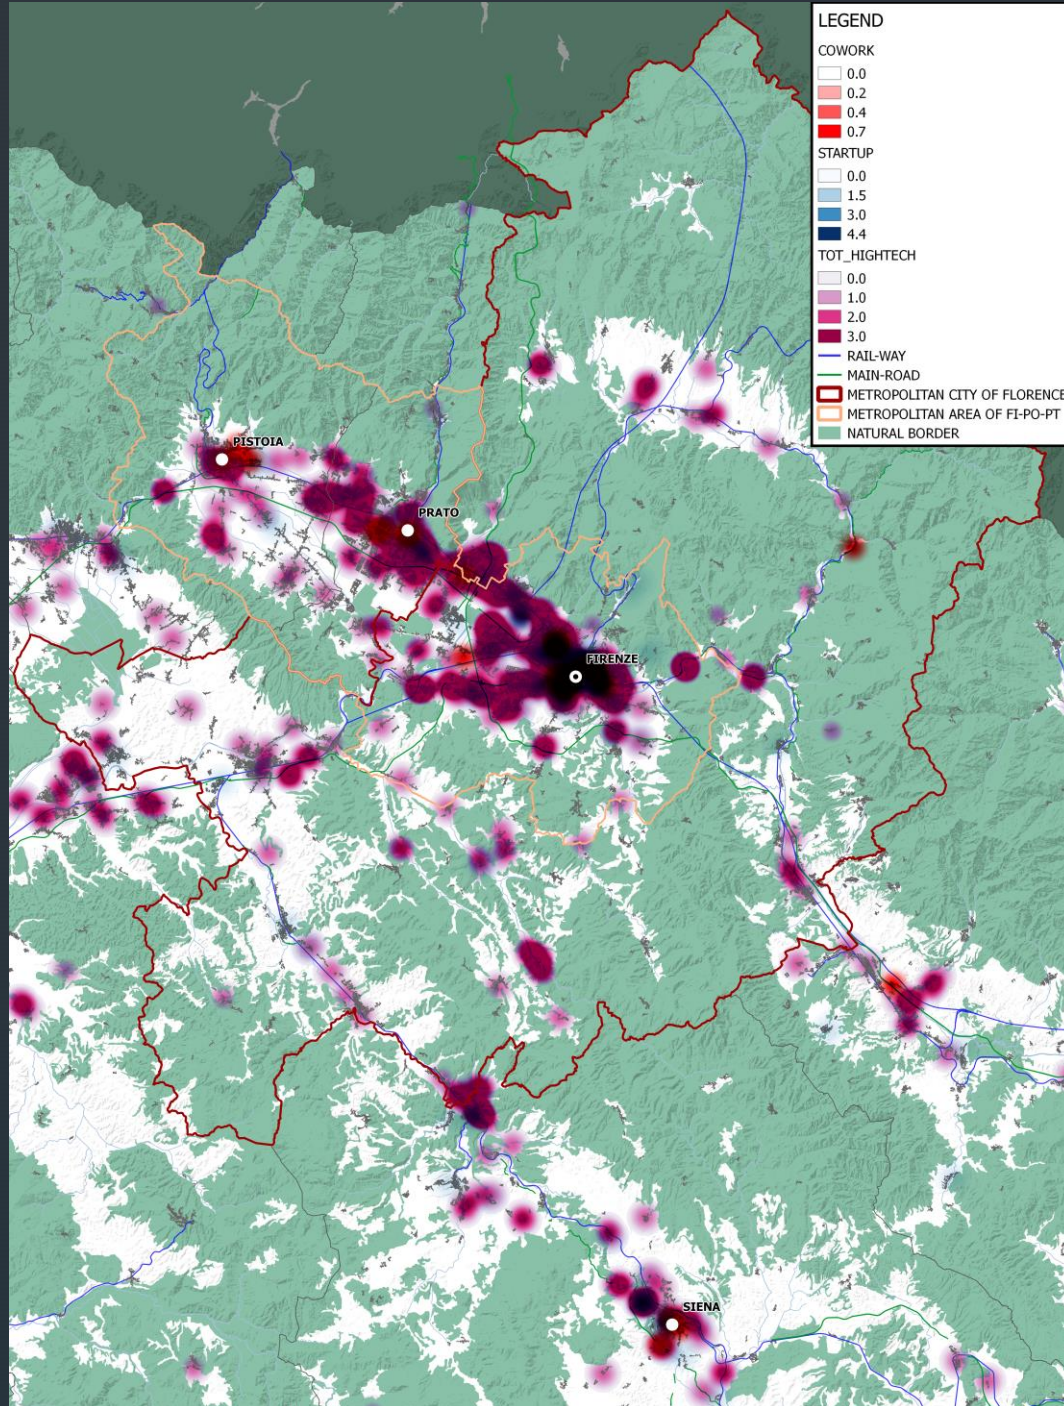 LEGEND
COWORK
0.0
0.2
0.4
0.7
STARTUP
0.0
1.5
3.0
4.4
TOT_HIGHTECH
0.0
1.0
2.0
3.0
RAIL-WAY
MAIN-ROAD
METROPOLITAN CITY OF FLORENCE
METROPOLITAN AREA OF FI-PO-PT
NATURAL BORDER
PISTOIA
PRATO
FIRENZE
SIENA